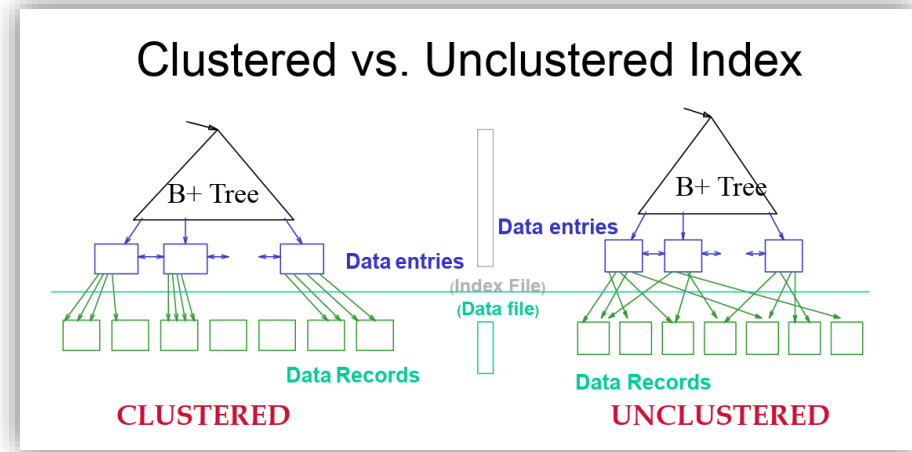 Clustered vs. Unclustered Index
B+ Tree
B+ Tree
Data entries
Data entries
(Index File)
(Data file)
Data Records
Data Records
CLUSTERED
UNCLUSTERED